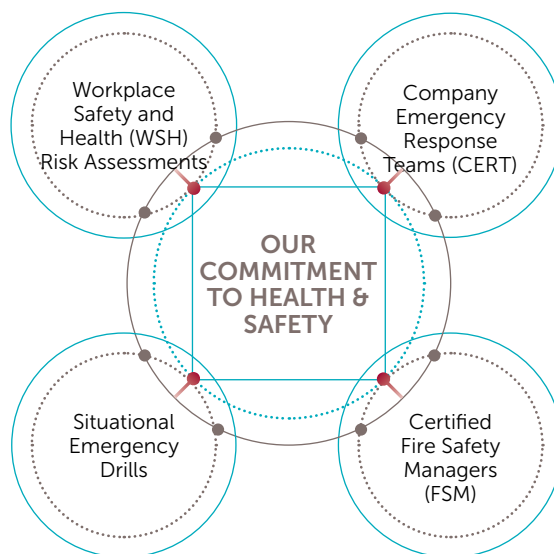 Workplace
Safety and
Health (WSH)
Risk Assessments
Company
Emergency
Response
Teams (CERT)
OUR
COMMITMENT
TO HEALTH &
SAFETY
Situational
Emergency
Drills
Certified
Fire Safety
Managers
(FSM)